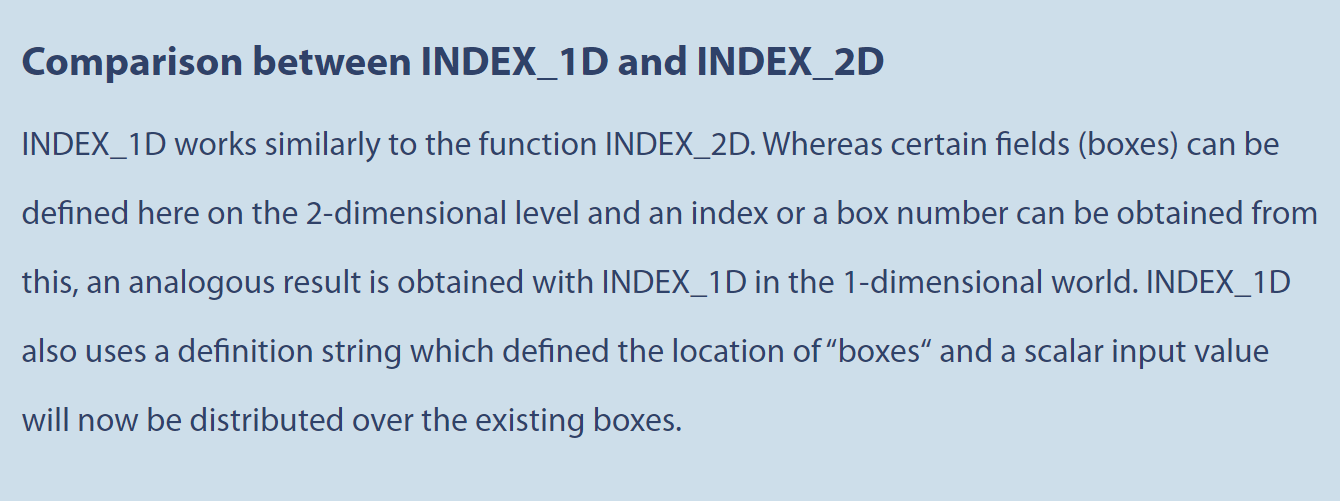 Comparison between INDEX_1D and INDEX_2D
INDEX_1D works similarly to the function INDEX_2D. Whereas certain fields (boxes) can be
defined here on the 2-dimensional level and an index or a box number can be obtained from
this, an analogous result is obtained with INDEX_1D in the 1-dimensional world. INDEX_1D
also uses a definition string which defined the location of “boxes“ and a scalar input value
will now be distributed over the existing boxes.